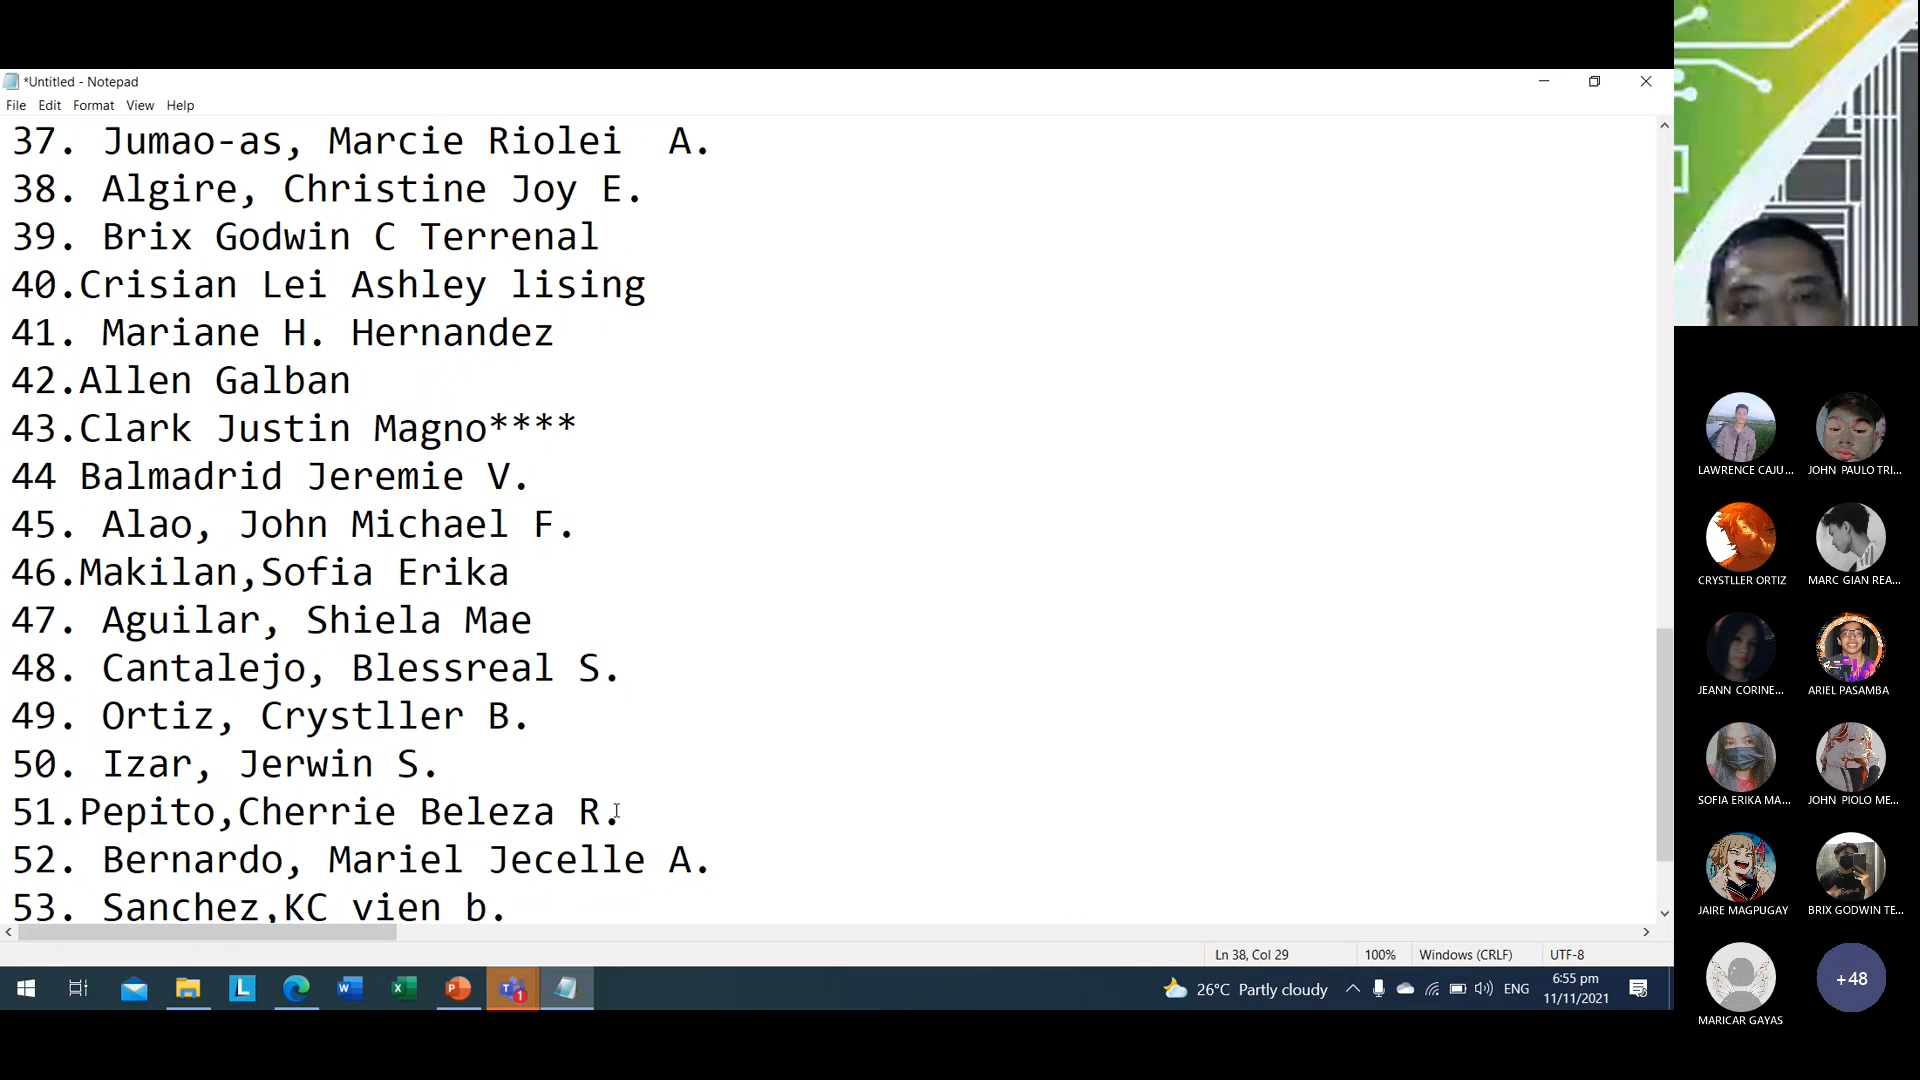 *Untitled - Notepad
File Edit Format View Help
37. Jumao-as, Marcie Riolei  A.
38. Algire, Christine Joy E.
39. Brix Godwin C Terrenal
40.Crisian Lei Ashley lising
41. Mariane H. Hernandez
42.Allen Galban
43.Clark Justin Magno****
44 Balmadrid Jeremie V.
45. Alao, John Michael F.
46.Makilan,Sofia Erika
47. Aguilar, Shiela Mae
48. Cantalejo, Blessreal S.
49. Ortiz, Crystller B.
50. Izar, Jerwin S.
51.Pepito,Cherrie Beleza R.
52. Bernardo, Mariel Jecelle A.
53. Sanchez,KC vien b.
Ln 38, Col 29 100% Windows (CRLF) UTF-8
26°C Partly cloudy ENG
6:55 pm
11/11/2021
LAWRENCE CAJU... JOHN PAULO TRI...
CRYSTLLER ORTIZ MARC GIAN REA...
JEANN CORINE... ARIEL PASAMBA
SOFIA ERIKA MA... JOHN PIOLO ME...
JAIRE MAGPUGAY BRIX GODWIN TE...
+48
MARICAR GAYAS